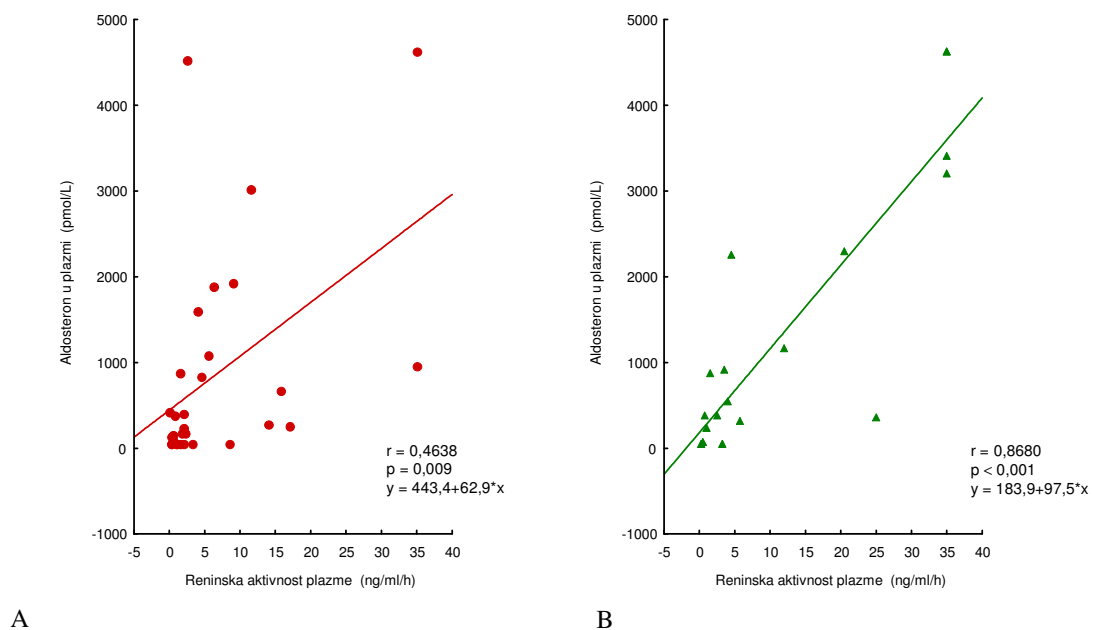 5000
4000
3000
2000
1000
0
-1000
Aldosteron u plazmi (pmol/L)
-5 0 5 10 15 20 25 30 35 40
Reninska aktivnost plazme (ng/ml/h)
r = 0,4638
p = 0,009
y = 443,4+62,9*x
A
5000
4000
3000
2000
1000
0
-1000
Aldosteron u plazmi (pmol/L)
-5 0 5 10 15 20 25 30 35 40
Reninska aktivnost plazme (ng/ml/h)
r = 0,8680
p < 0,001
y = 183,9+97,5*x
B